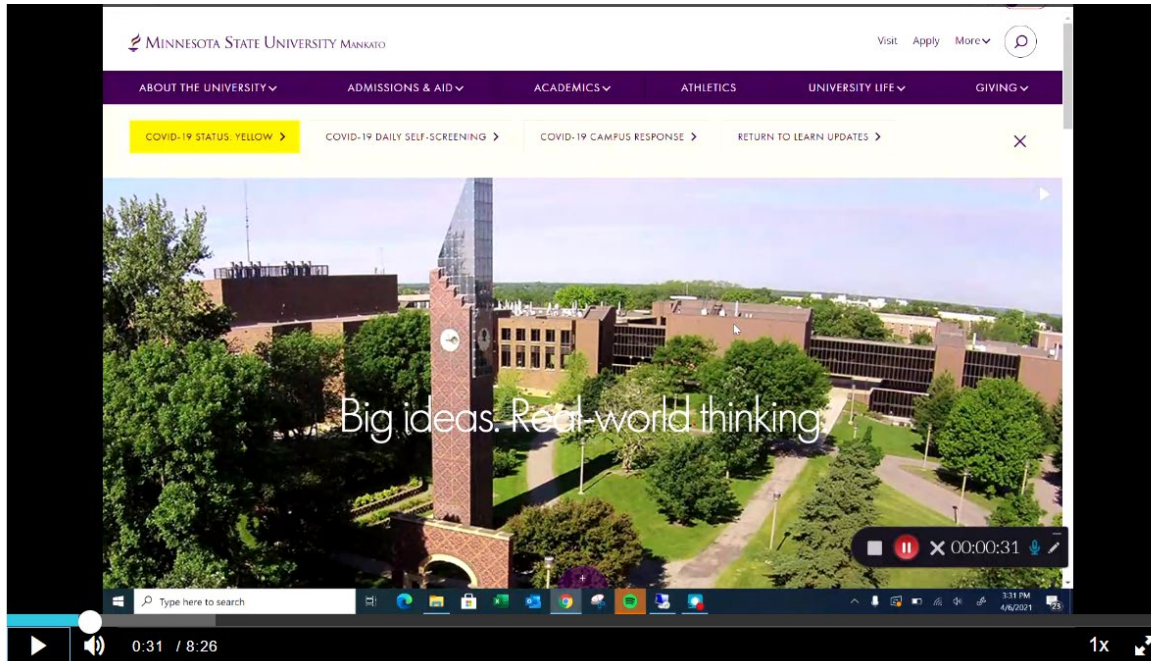 MINNESOTA STATE UNIVERSITY MANKATO
Visit Apply More
ABOUT THE UNIVERSITY ADMISSIONS & AID ACADEMICS ATHLETICS UNIVERSITY LIFE GIVING
COVID-19 STATUS: YELLOW COVID-19 DAILY SELF-SCREENING COVID-19 CAMPUS RESPONSE RETURN TO LEARN UPDATES
Big ideas. Real-world thinking.
00:00:31
Type here to search
3:31 PM
4/6/2021
23
0:31 / 8:26
1x